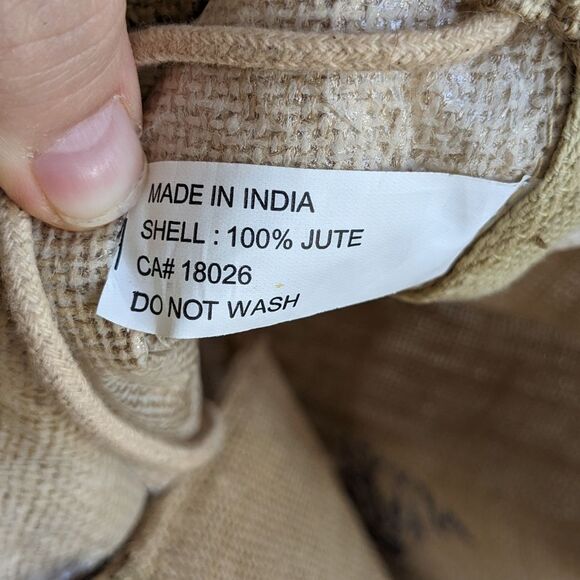 MADE IN INDIA
SHELL : 100% JUTE
CA# 18026
DO NOT WASH